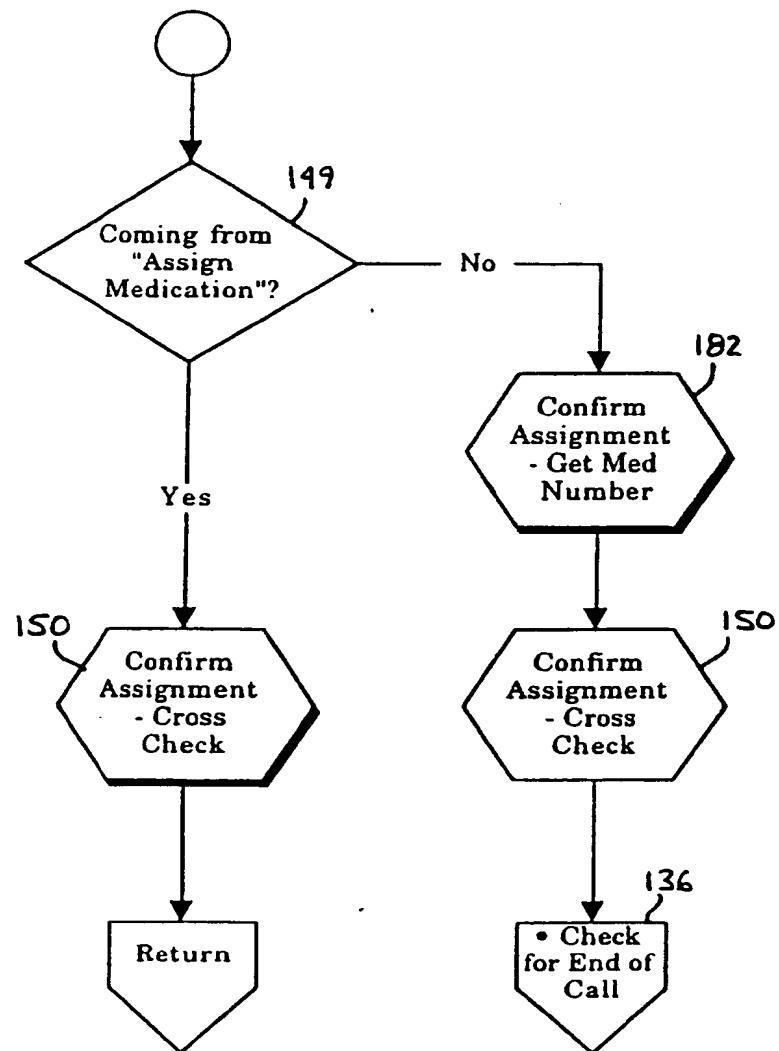 149
Coming from
"Assign
Medication"?
No
182
Confirm
Assignment
- Get Med
Number
Yes
150
Confirm
Assignment
- Cross
Check
150
Confirm
Assignment
- Cross
Check
Return
136
• Check
for End of
Call